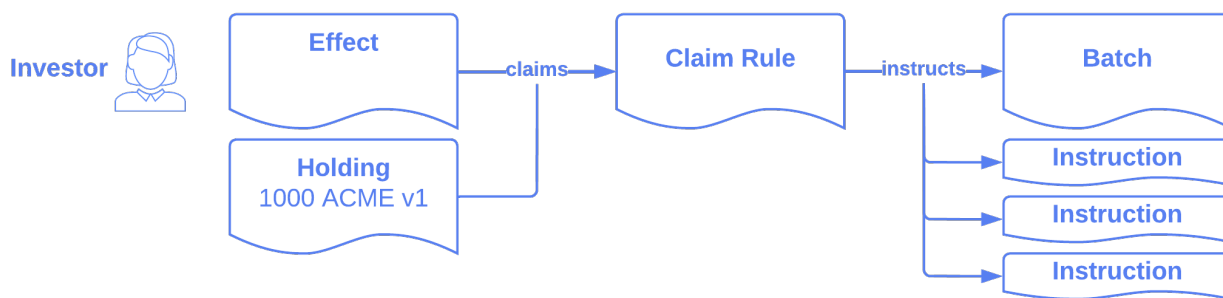 Investor
Effect
claims
Holding
1000 ACME v1
Claim Rule
instructs
Batch
Instruction
Instruction
Instruction